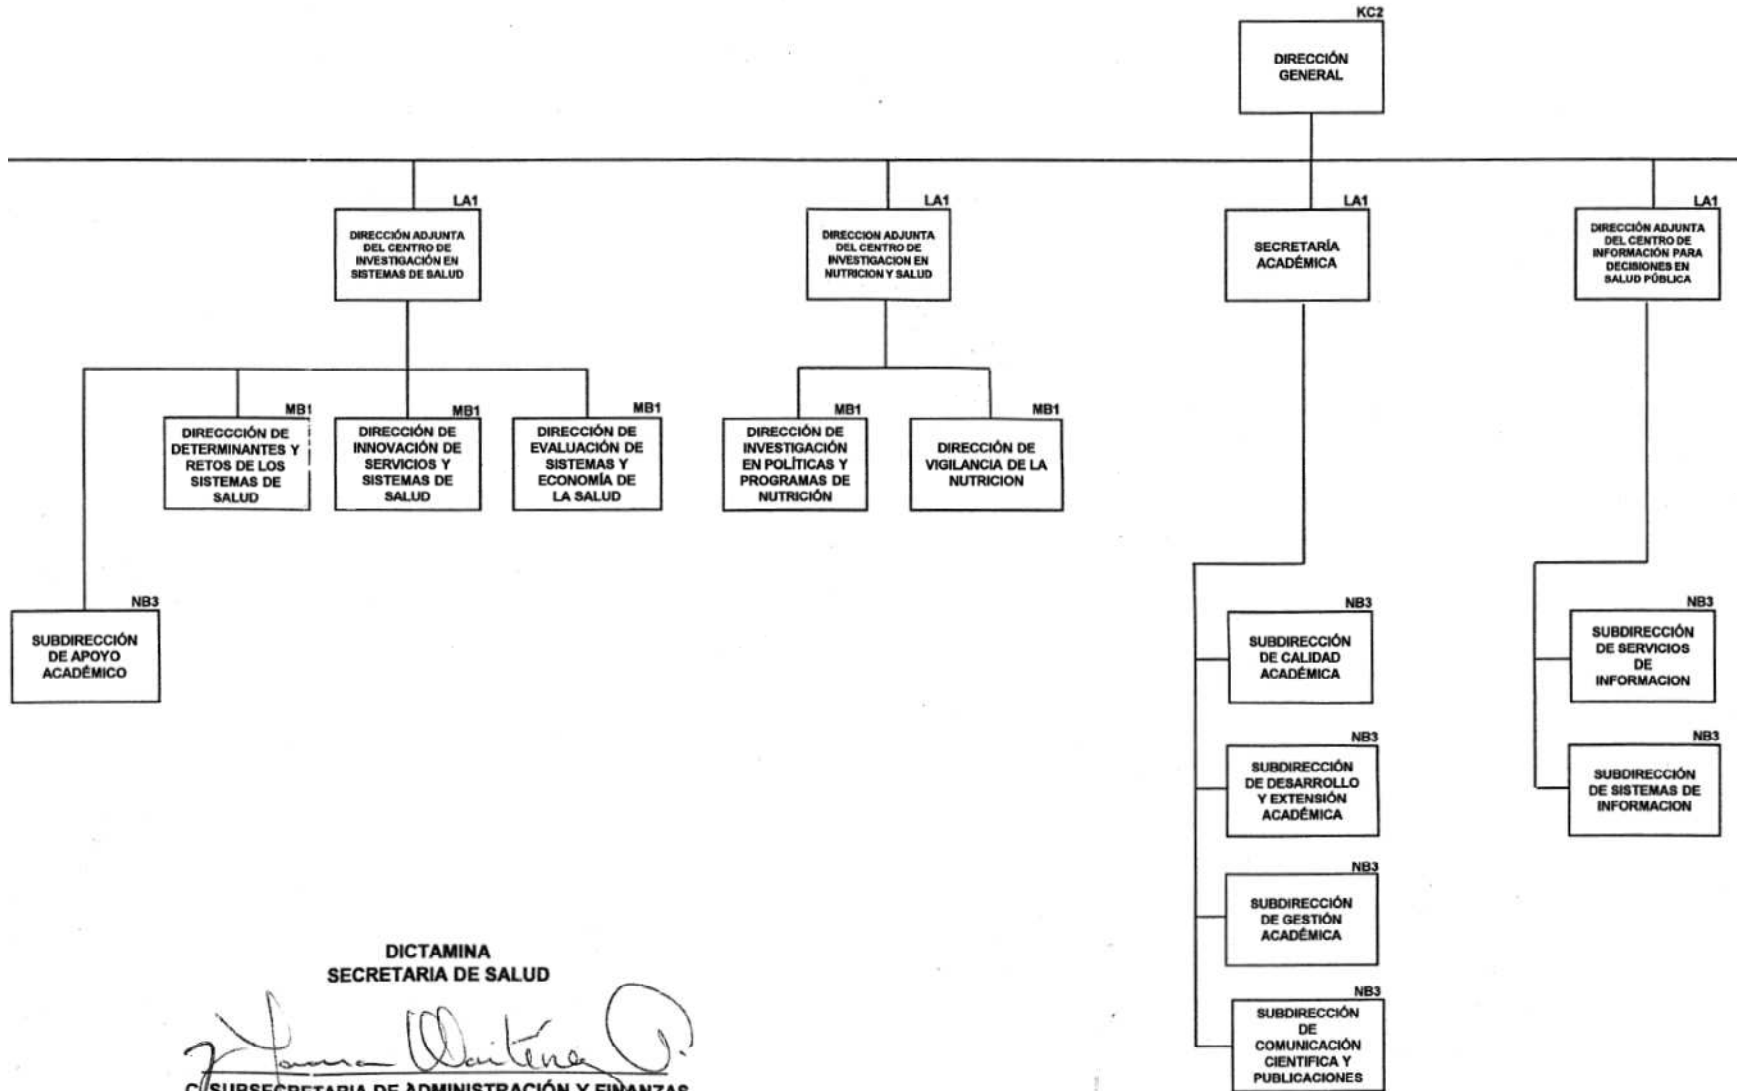 KC2
DIRECCIÓN
GENERAL
LA1
DIRECCIÓN ADJUNTA
DEL CENTRO DE
INVESTIGACIÓN EN
SISTEMAS DE SALUD
LA1
DIRECCION ADJUNTA
DEL CENTRO DE
INVESTIGACION EN
NUTRICION Y SALUD
LA1
SECRETARÍA
ACADÉMICA
LA1
DIRECCIÓN ADJUNTA
DEL CENTRO DE
INFORMACIÓN PARA
DECISIONES EN
SALUD PÚBLICA
MB1
DIRECCCIÓN DE
DETERMINANTES Y
RETOS DE LOS
SISTEMAS DE
SALUD
MB1
DIRECCIÓN DE
INNOVACIÓN DE
SERVICIOS Y
SISTEMAS DE
SALUD
MB1
DIRECCIÓN DE
EVALUACIÓN DE
SISTEMAS Y
ECONOMÍA DE
LA SALUD
MB1
DIRECCIÓN DE
INVESTIGACIÓN
EN POLÍTICAS Y
PROGRAMAS DE
NUTRICIÓN
MB1
DIRECCIÓN DE
VIGILANCIA DE LA
NUTRICION
NB3
SUBDIRECCIÓN
DE APOYO
ACADÉMICO
NB3
SUBDIRECCIÓN
DE CALIDAD
ACADÉMICA
NB3
SUBDIRECCIÓN
DE SERVICIOS
DE
INFORMACION
NB3
SUBDIRECCIÓN
DE DESARROLLO
Y EXTENSIÓN
ACADÉMICA
NB3
SUBDIRECCIÓN
DE SISTEMAS DE
INFORMACION
NB3
SUBDIRECCIÓN
DE GESTIÓN
ACADÉMICA
NB3
SUBDIRECCIÓN
DE
COMUNICACIÓN
CIENTIFICA Y
PUBLICACIONES
DICTAMINA
SECRETARIA DE SALUD
C. SUBSECRETARIA DE ADMINISTRACIÓN Y FINANZAS